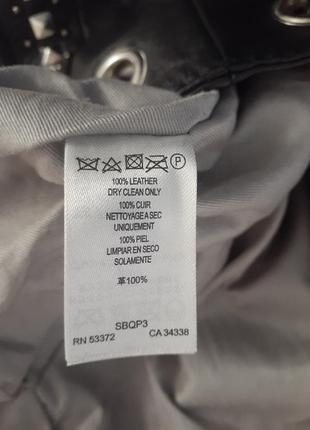 P
100% LEATHER
DRY CLEAN ONLY
100% CUIR
NETTOYAGE A SEC
UNIQUEMENT
100% PIEL
LIMPIAR EN SECO
SOLAMENTE
革100%
SBQP3
RN 53372 CA 34338